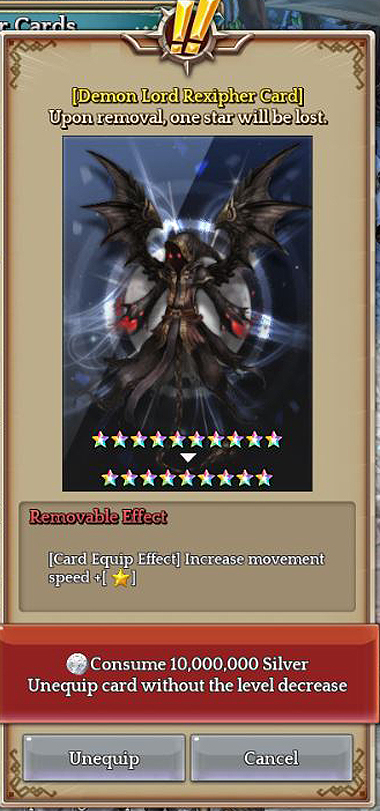 r Cards
[Demon Lord Rexipher Card]
Upon removal, one star will be lost.
Removable Effect
[Card Equip Effect] Increase movement
speed +[ ⭐ ]
Consume 10,000,000 Silver
Unequip card without the level decrease
Unequip
Cancel